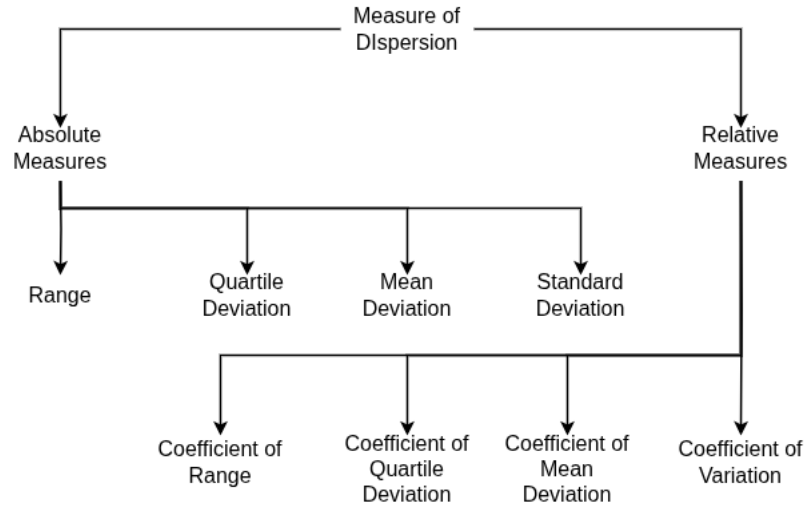 Measure of
DIspersion
Absolute
Measures
Relative
Measures
Range
Quartile
Deviation
Mean
Deviation
Standard
Deviation
Coefficient of
Range
Coefficient of
Quartile
Deviation
Coefficient of
Mean
Deviation
Coefficient of
Variation